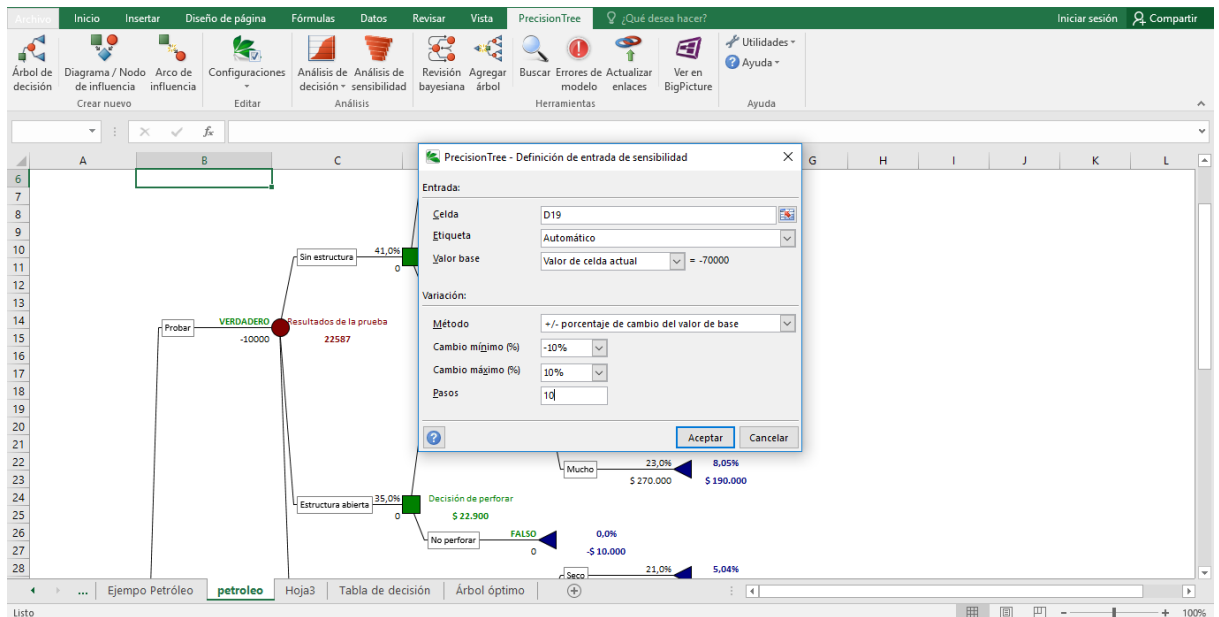 Archivo Inicio Insertar Diseño de página Fórmulas Datos Revisar Vista PrecisionTree ¿Qué desea hacer? Iniciar sesión Compartir
Árbol de decisión
Diagrama / Nodo de influencia
Arco de influencia
Crear nuevo
Configuraciones
Editar
Análisis de decisión
Análisis de sensibilidad
Análisis
Revisión bayesiana
Agregar árbol
Buscar
Errores de modelo
Actualizar enlaces
Ver en BigPicture
Herramientas
Utilidades
Ayuda
Ayuda
fx
A B C G H I J K L
PrecisionTree - Definición de entrada de sensibilidad
Entrada:
Celda D19
Etiqueta Automático
Valor base Valor de celda actual = -70000
Variación:
Método +/- porcentaje de cambio del valor de base
Cambio mínimo (%) -10%
Cambio máximo (%) 10%
Pasos 10
Aceptar Cancelar
6
7
8
9
10 Sin estructura 41,0%
11 0
12
13
14 Probar VERDADERO Resultados de la prueba
15 -10000 22587
16
17
18
19
20
21
22 Mucho 23,0% 8,05%
23 $ 270.000 $ 190.000
24 Estructura abierta 35,0% Decisión de perforar
25 0 $ 22.900
26 No perforar FALSO 0,0%
27 0 -$ 10.000
28 Seco 21,0% 5,04%
... Ejempo Petróleo petroleo Hoja3 Tabla de decisión Árbol óptimo
Listo 100%